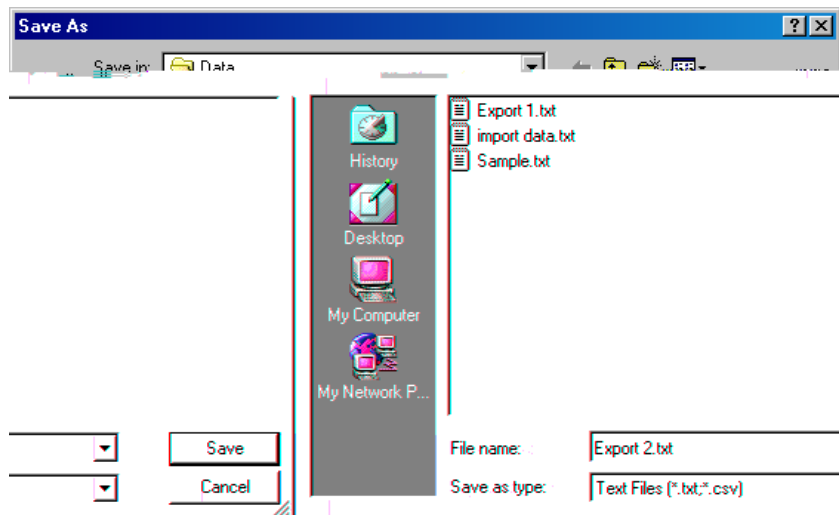 Save As
Save in: Data
Export 1.txt
import data.txt
Sample.txt
History
Desktop
My Computer
My Network P...
Save
File name: Export 2.txt
Cancel
Save as type: Text Files (*.txt;*.csv)